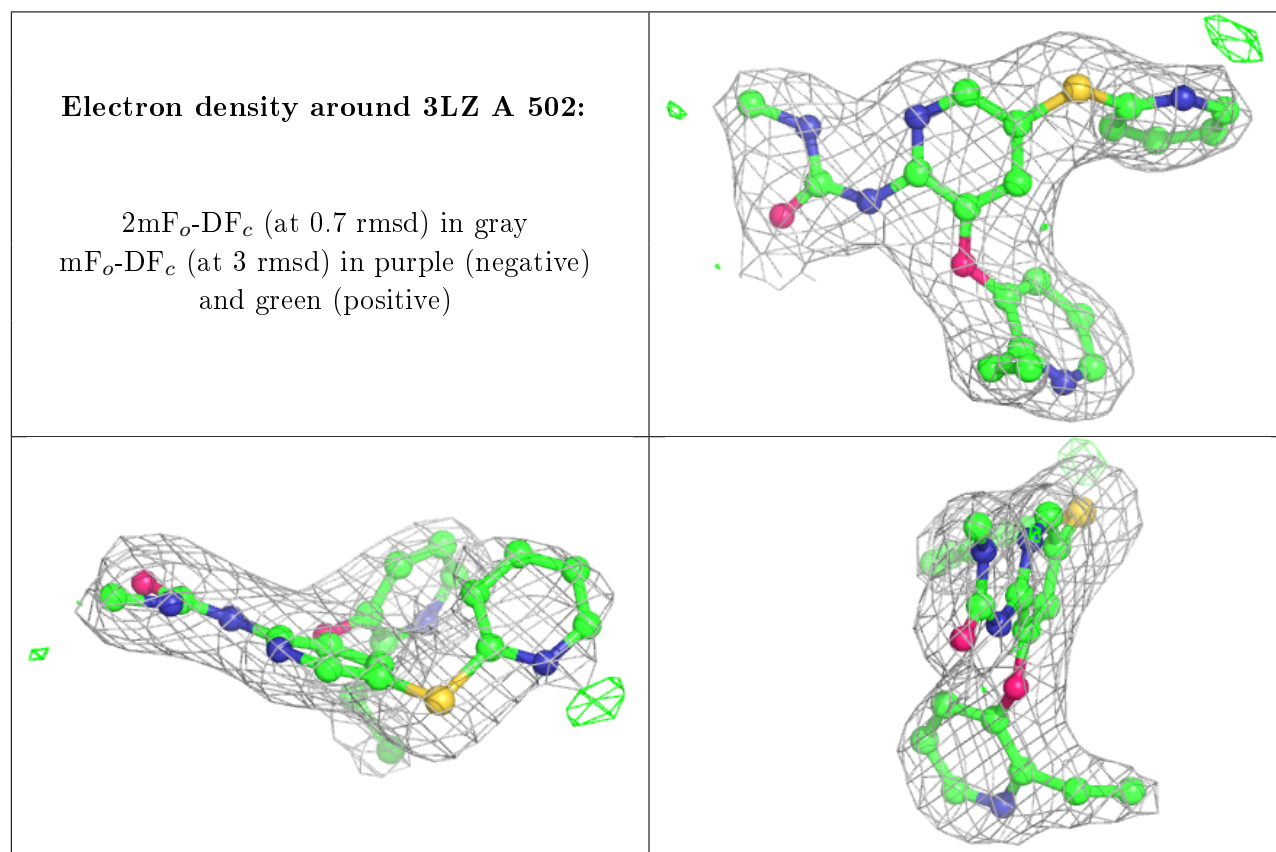 Electron density around 3LZ A 502:
2mFo-DFc (at 0.7 rmsd) in gray
mFo-DFc (at 3 rmsd) in purple (negative)
and green (positive)